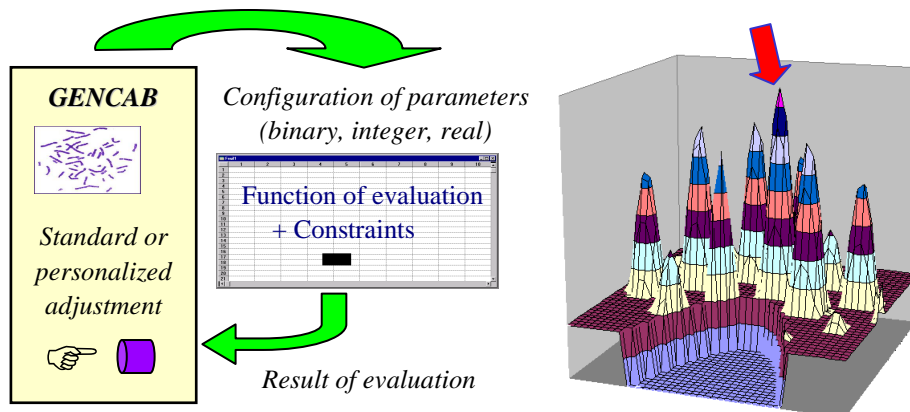 GENCAB
Standard or
personalized
adjustment
Configuration of parameters
(binary, integer, real)
Function of evaluation
+ Constraints
Result of evaluation